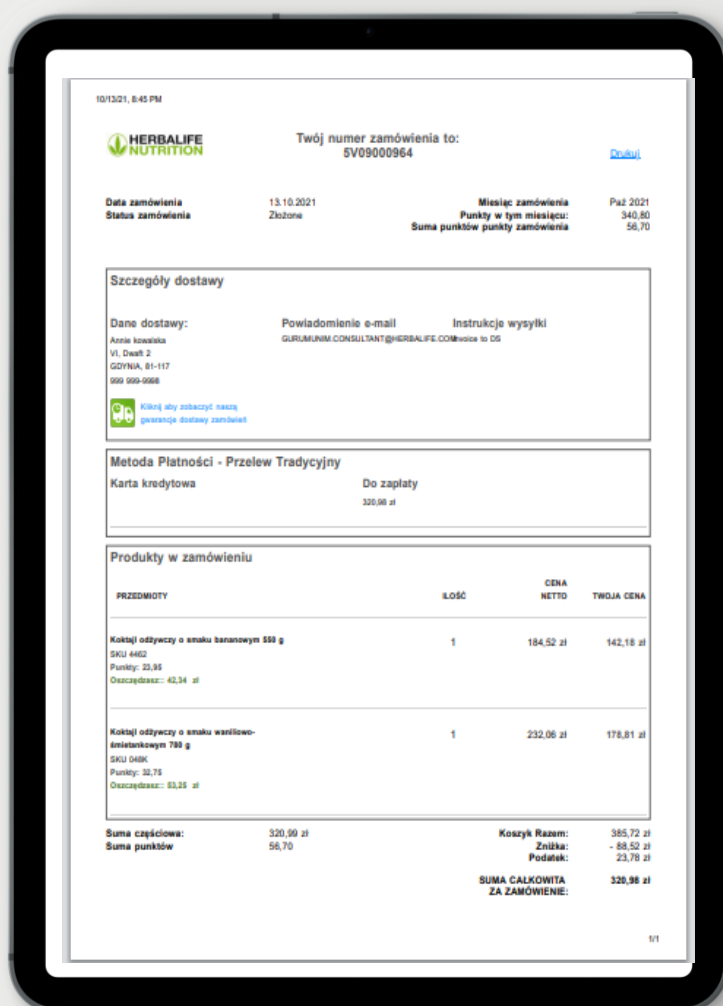 10/13/21, 8:45 PM
HERBALIFE
NUTRITION
Twój numer zamówienia to:
5V09000964
Drukuj
Data zamówienia 13.10.2021 Miesiąc zamówienia Paź 2021
Status zamówienia Złożone Punkty w tym miesiącu: 340,80
Suma punktów punkty zamówienia 56,70
Szczegóły dostawy
Dane dostawy: Powiadomienie e-mail Instrukcje wysyłki
Annie kowalska GURUMUNIM.CONSULTANT@HERBALIFE.COM Invoice to DS
VI, Dwaft 2
GDYNIA, 81-117
999 999-9998
Kliknij aby zobaczyć naszą
gwarancje dostawy zamówień
Metoda Płatności - Przelew Tradycyjny
Karta kredytowa Do zapłaty
320,98 zł
Produkty w zamówieniu
PRZEDMIOTY ILOŚĆ CENA NETTO TWOJA CENA
Koktajl odżywczy o smaku bananowym 550 g 1 184,52 zł 142,18 zł
SKU 4462
Punkty: 23,95
Oszczędzasz:: 42,34 zł
Koktajl odżywczy o smaku waniliowo- 1 232,06 zł 178,81 zł
śmietankowym 780 g
SKU 048K
Punkty: 32,75
Oszczędzasz:: 53,25 zł
Suma częściowa: 320,99 zł Koszyk Razem: 385,72 zł
Suma punktów 56,70 Zniżka: - 88,52 zł
Podatek: 23,78 zł
SUMA CAŁKOWITA 320,98 zł
ZA ZAMÓWIENIE:
1/1